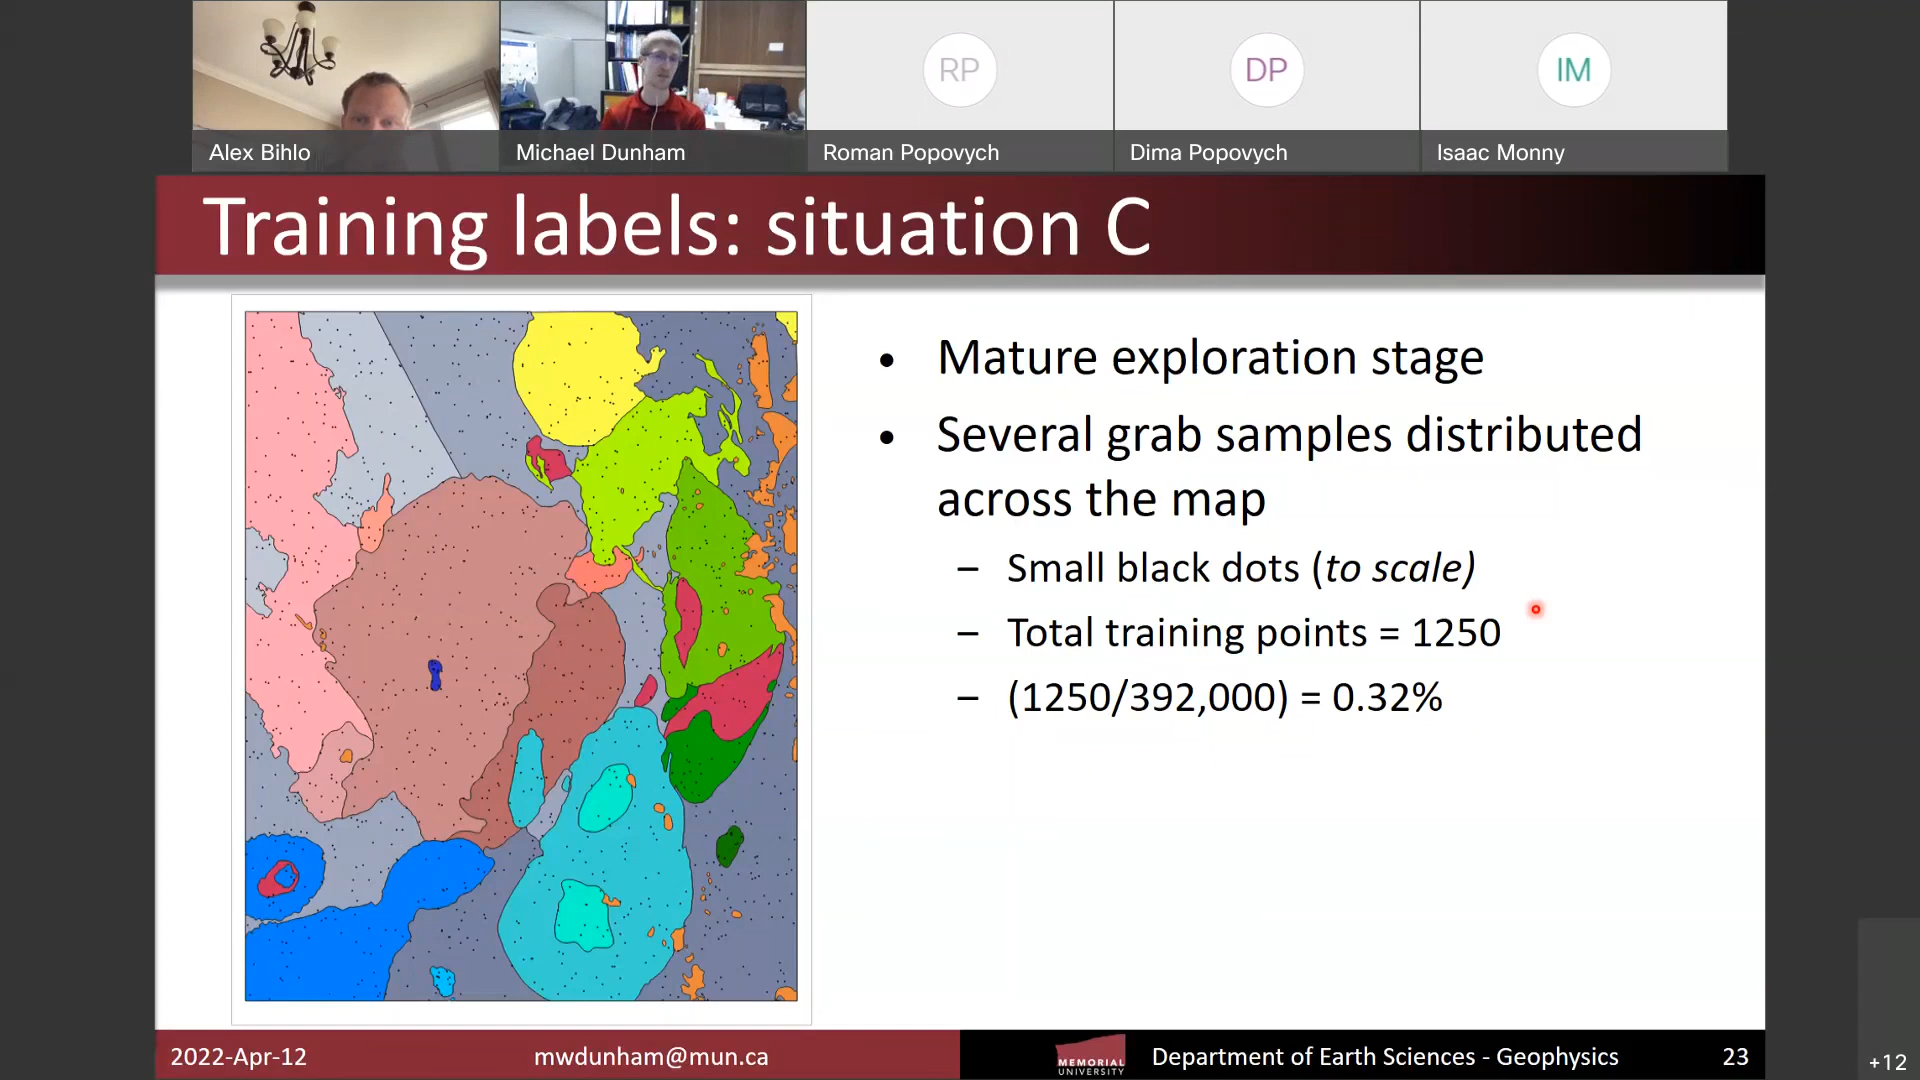 RP
DP
IM
Alex Bihlo
Michael Dunham
Roman Popovych
Dima Popovych
Isaac Monny
Training labels: situation C
• Mature exploration stage
• Several grab samples distributed
across the map
– Small black dots (to scale)
– Total training points = 1250
– (1250/392,000) = 0.32%
2022-Apr-12
mwdunham@mun.ca
MEMORIAL
UNIVERSITY
Department of Earth Sciences - Geophysics
23
+12